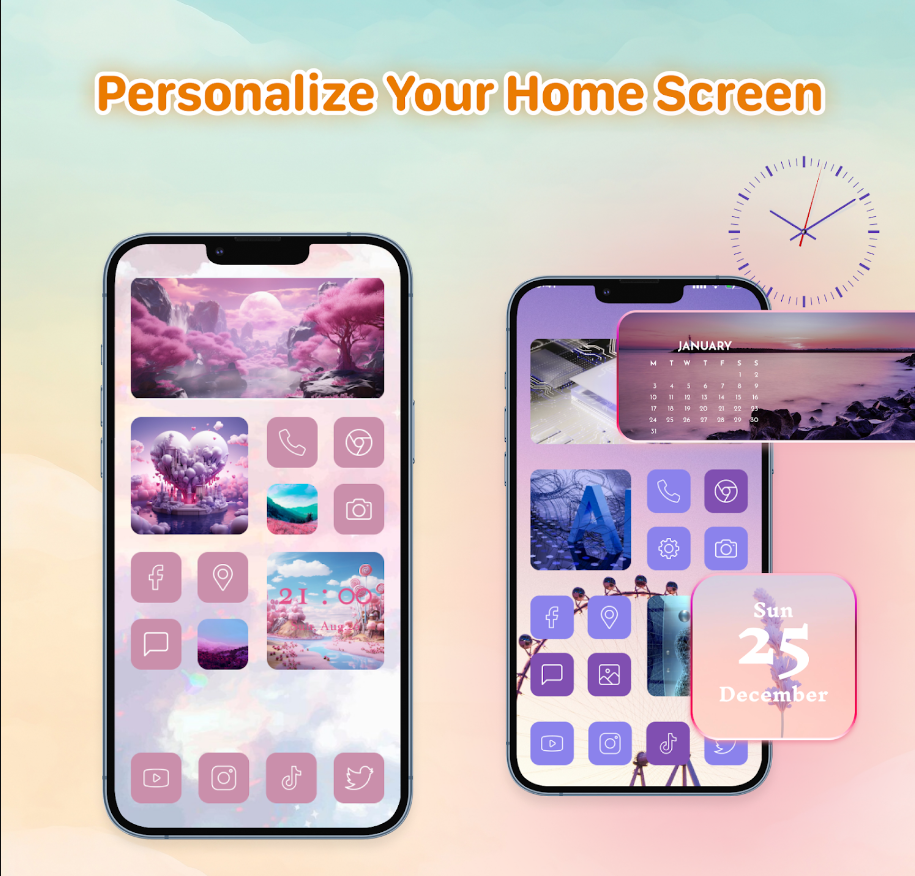 Personalize Your Home Screen
JANUARY
M T W T F S S
1 2
3 4 5 6 7 8 9
10 11 12 13 14 15 16
17 18 19 20 21 22 23
24 25 26 27 28 29 30
31
AI
21 : 00
Aug
Sun
25
December